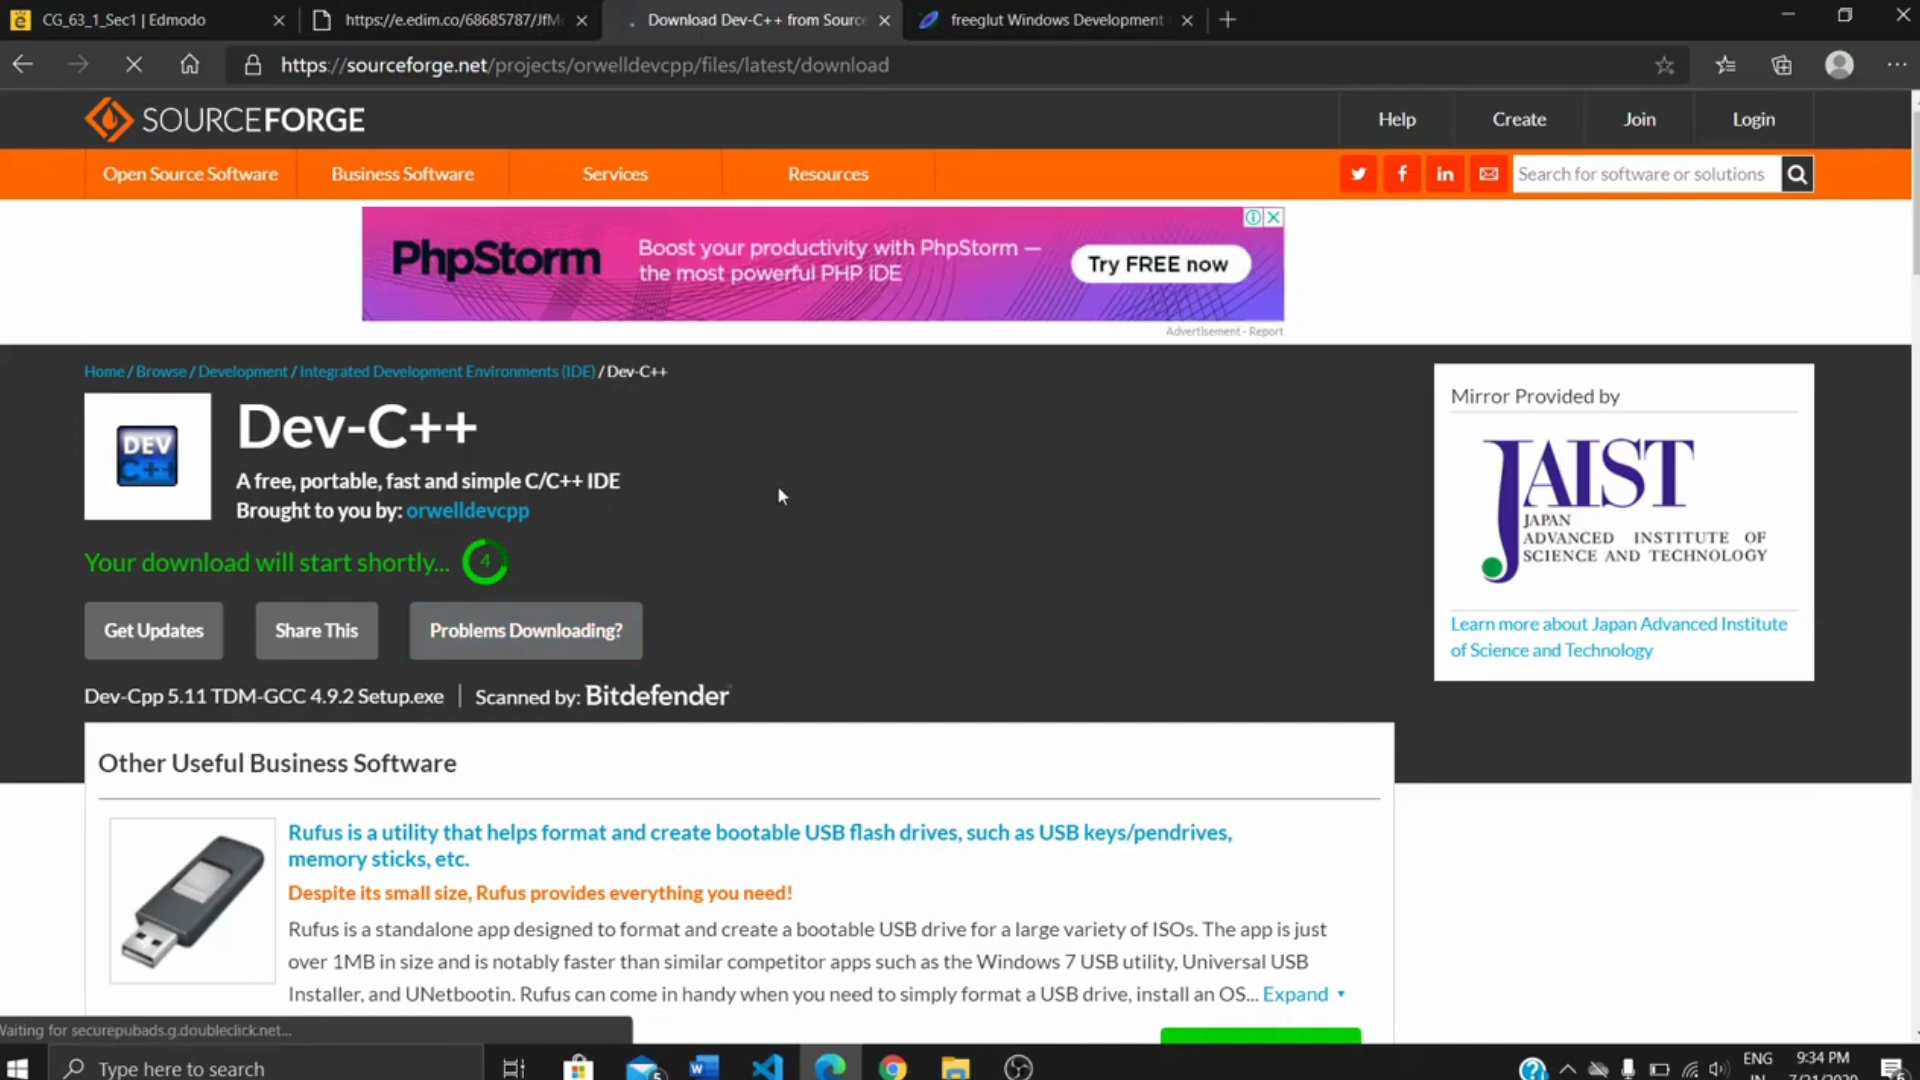 CG_63_1_Sec1 | Edmodo
https://e.edim.co/68685787/JfM
Download Dev-C++ from Source
freeglut Windows Development
https://sourceforge.net/projects/orwelldevcpp/files/latest/download
SOURCEFORGE
Help
Create
Join
Login
Open Source Software
Business Software
Services
Resources
Search for software or solutions
PhpStorm
Boost your productivity with PhpStorm —
the most powerful PHP IDE
Try FREE now
Advertisement - Report
Home / Browse / Development / Integrated Development Environments (IDE) / Dev-C++
DEV
C++
Dev-C++
A free, portable, fast and simple C/C++ IDE
Brought to you by: orwelldevcpp
Your download will start shortly... 4
Get Updates
Share This
Problems Downloading?
Dev-Cpp 5.11 TDM-GCC 4.9.2 Setup.exe | Scanned by: Bitdefender
Mirror Provided by
JAIST
JAPAN
ADVANCED INSTITUTE OF
SCIENCE AND TECHNOLOGY
Learn more about Japan Advanced Institute
of Science and Technology
Other Useful Business Software
Rufus is a utility that helps format and create bootable USB flash drives, such as USB keys/pendrives,
memory sticks, etc.
Despite its small size, Rufus provides everything you need!
Rufus is a standalone app designed to format and create a bootable USB drive for a large variety of ISOs. The app is just
over 1MB in size and is notably faster than similar competitor apps such as the Windows 7 USB utility, Universal USB
Installer, and UNetbootin. Rufus can come in handy when you need to simply format a USB drive, install an OS... Expand
Waiting for securepubads.g.doubleclick.net...
Type here to search
5
ENG
IN
9:34 PM
7/21/2020
6